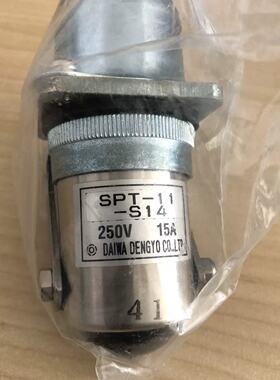 SPT-11
-S14
250V 15A
DAIWA DENGYO CO.,LTD
41